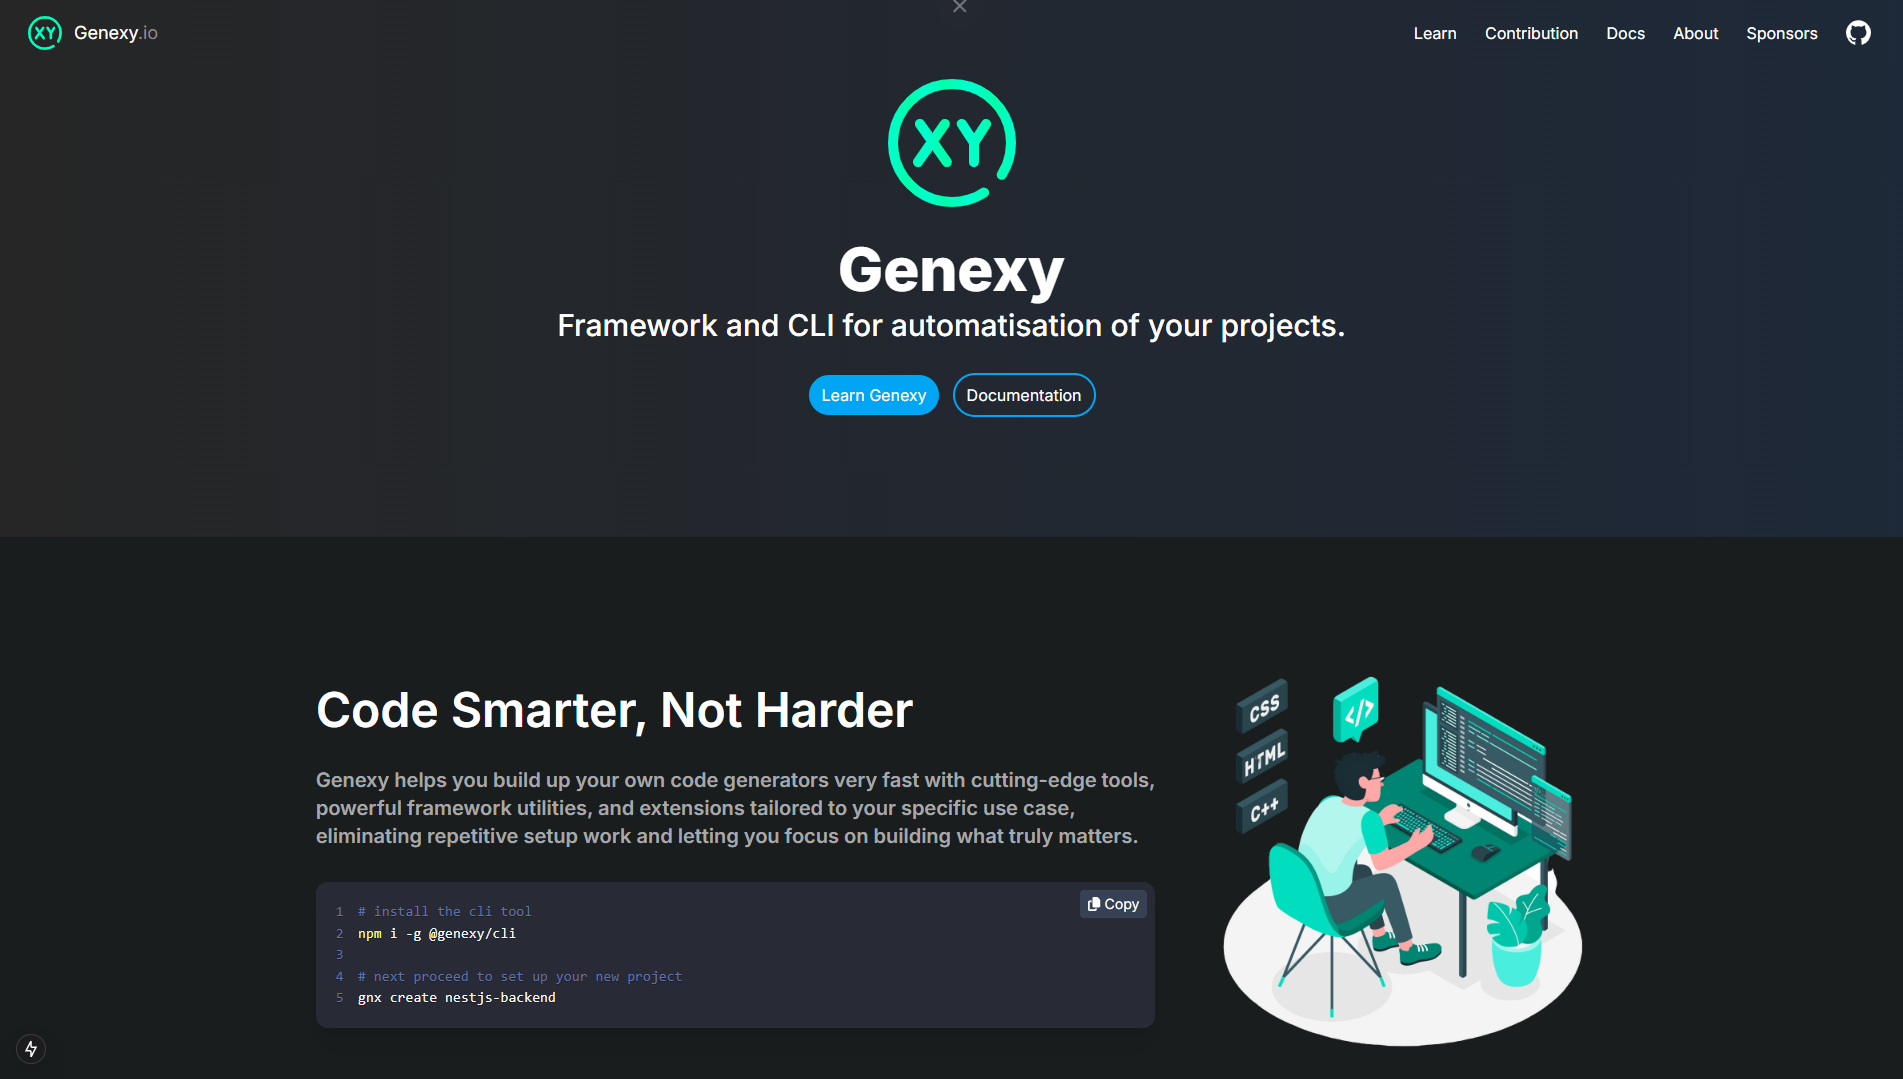 XY Genexy.io
Learn Contribution Docs About Sponsors
XY
Genexy
Framework and CLI for automatisation of your projects.
Learn Genexy Documentation
Code Smarter, Not Harder
Genexy helps you build up your own code generators very fast with cutting-edge tools,
powerful framework utilities, and extensions tailored to your specific use case,
eliminating repetitive setup work and letting you focus on building what truly matters.
Copy
1 # install the cli tool
2 npm i -g @genexy/cli
3
4 # next proceed to set up your new project
5 gnx create nestjs-backend
CSS
</>
HTML
C++